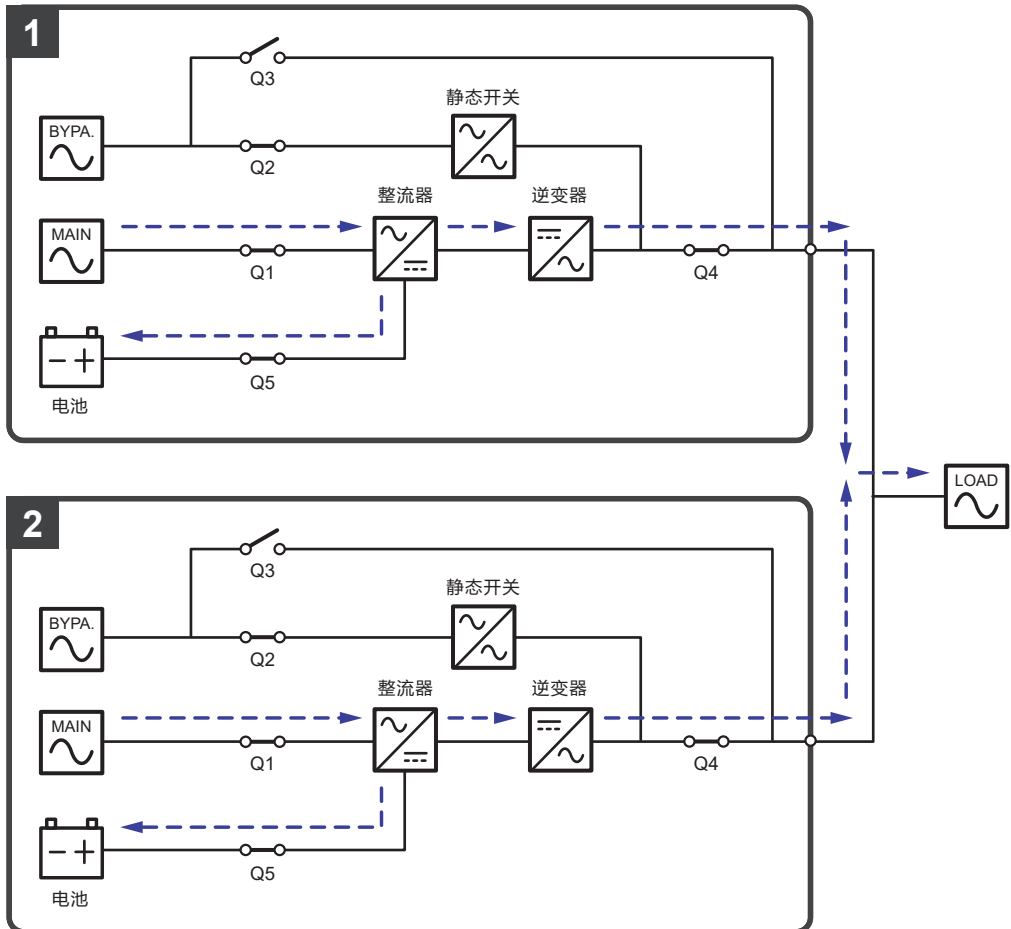 1
Q3
静态开关
BYPA.
Q2
整流器
逆变器
MAIN
Q1
Q4
Q5
电池
LOAD
2
Q3
静态开关
BYPA.
Q2
整流器
逆变器
MAIN
Q1
Q4
Q5
电池